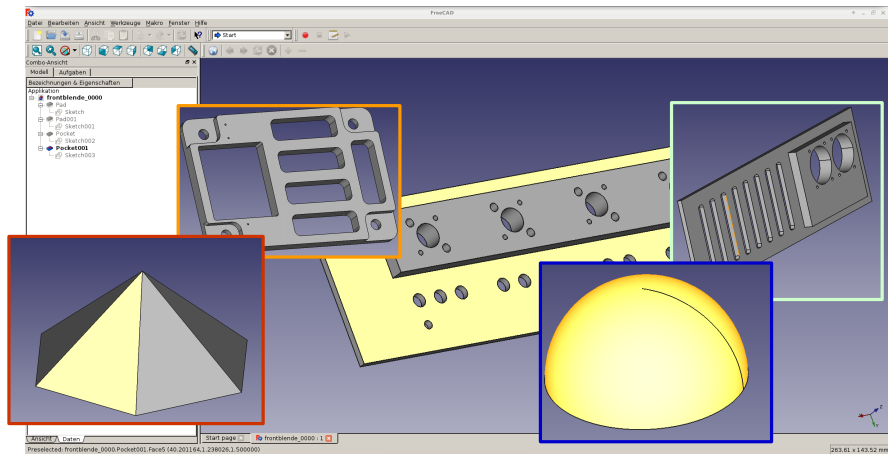 FreeCAD
Datei Bearbeiten Ansicht Werkzeuge Makro Fenster Hilfe
Start
Combo-Ansicht
Modell Aufgaben
Bezeichnungen & Eigenschaften
Applikation
frontblende_0000
Pad
Sketch
Pad001
Sketch001
Pocket
Sketch002
Pocket001
Sketch003
Z
Y
Ansicht Daten
Start page frontblende_0000 : 1
Preselected: frontblende_0000.Pocket001.Face5 (40.201164,1.238026,1.500000)
263.61 x 143.52 mm